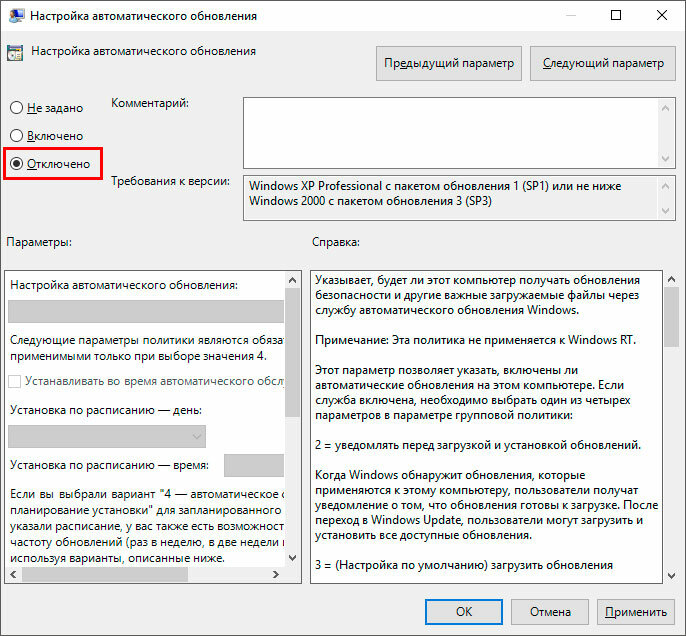 Настройка автоматического обновления
Настройка автоматического обновления
Предыдущий параметр
Следующий параметр
Не задано
Включено
Отключено
Комментарий:
Требования к версии:
Windows XP Professional с пакетом обновления 1 (SP1) или не ниже
Windows 2000 с пакетом обновления 3 (SP3)
Параметры:
Справка:
Настройка автоматического обновления:
Следующие параметры политики являются обяза
применимыми только при выборе значения 4.
Устанавливать во время автоматического обслу
Установка по расписанию — день:
Установка по расписанию — время:
Если вы выбрали вариант "4 — автоматическое
планирование установки" для запланированного
указали расписание, у вас также есть возможност
частоту обновлений (раз в неделю, в две недели
используя варианты, описанные ниже.
Указывает, будет ли этот компьютер получать обновления
безопасности и другие важные загружаемые файлы через
службу автоматического обновления Windows.
Примечание: Эта политика не применяется к Windows RT.
Этот параметр позволяет указать, включены ли
автоматические обновления на этом компьютере. Если
служба включена, необходимо выбрать один из четырех
параметров в параметре групповой политики:
2 = уведомлять перед загрузкой и установкой обновлений.
Когда Windows обнаружит обновления, которые
применяются к этому компьютеру, пользователи получат
уведомление о том, что обновления готовы к загрузке. После
переход в Windows Update, пользователи могут загрузить и
установить все доступные обновления.
3 = (Настройка по умолчанию) загрузить обновления
ОК
Отмена
Применить